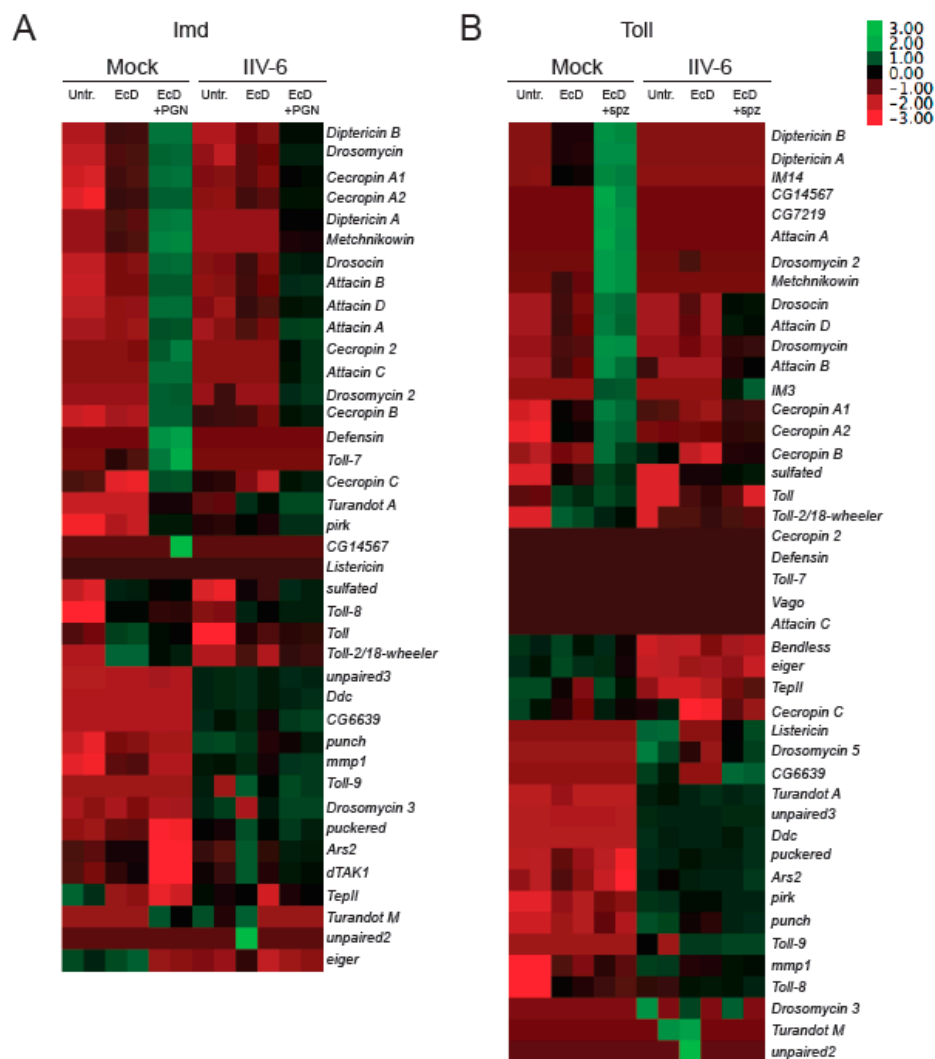 A
Imd
Mock
IIV-6
Untr. EcD EcD +PGN Untr. EcD EcD +PGN
Diptericin B
Drosomycin
Cecropin A1
Cecropin A2
Diptericin A
Metchnikowin
Drosocin
Attacin B
Attacin D
Attacin A
Cecropin 2
Attacin C
Drosomycin 2
Cecropin B
Defensin
Toll-7
Cecropin C
Turandot A
pirk
CG14567
Listericin
sulfated
Toll-8
Toll
Toll-2/18-wheeler
unpaired3
Ddc
CG6639
punch
mmp1
Toll-9
Drosomycin 3
puckered
Ars2
dTAK1
TepII
Turandot M
unpaired2
eiger
B
Toll
Mock
IIV-6
Untr. EcD EcD +spz Untr. EcD EcD +spz
Diptericin B
Diptericin A
IM14
CG14567
CG7219
Attacin A
Drosomycin 2
Metchnikowin
Drosocin
Attacin D
Drosomycin
Attacin B
IM3
Cecropin A1
Cecropin A2
Cecropin B
sulfated
Toll
Toll-2/18-wheeler
Cecropin 2
Defensin
Toll-7
Vago
Attacin C
Bendless
eiger
TepII
Cecropin C
Listericin
Drosomycin 5
CG6639
Turandot A
unpaired3
Ddc
puckered
Ars2
pirk
punch
Toll-9
mmp1
Toll-8
Drosomycin 3
Turandot M
unpaired2
3.00
2.00
1.00
0.00
-1.00
-2.00
-3.00